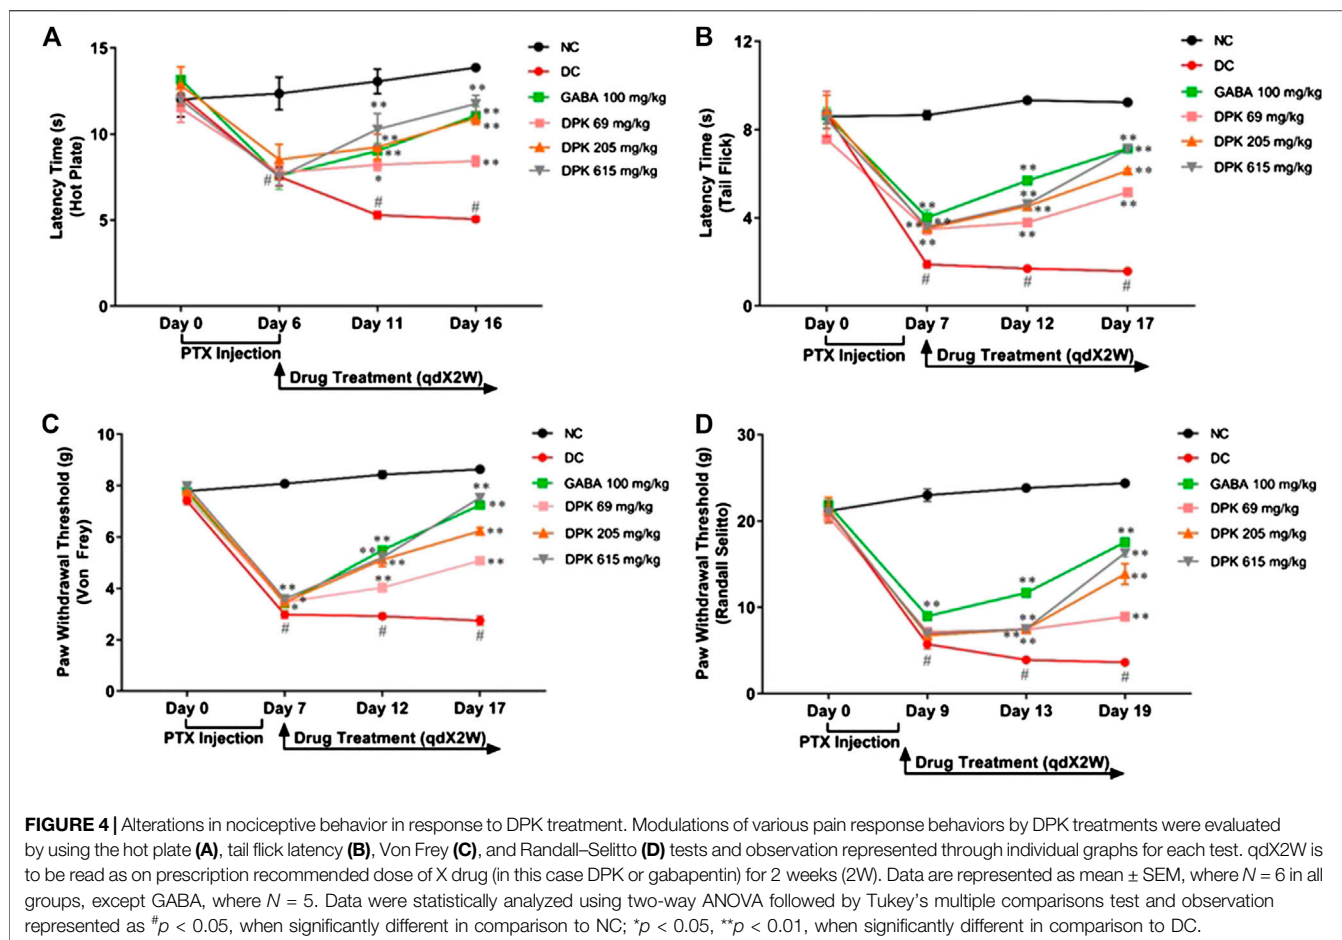 A
Latency Time (s)
(Hot Plate)
15
10
5
0
Day 0
Day 6
Day 11
Day 16
PTX Injection
Drug Treatment (qdX2W)
NC
DC
GABA 100 mg/kg
DPK 69 mg/kg
DPK 205 mg/kg
DPK 615 mg/kg
#
**
**
**
*
#
**
**
**
**
#
B
Latency Time (s)
(Tail Flick)
12
8
4
0
Day 0
Day 7
Day 12
Day 17
PTX Injection
Drug Treatment (qdX2W)
NC
DC
GABA 100 mg/kg
DPK 69 mg/kg
DPK 205 mg/kg
DPK 615 mg/kg
**
**
**
**
#
**
**
**
**
#
**
**
**
**
#
C
Paw Withdrawal Threshold (g)
(Von Frey)
10
8
6
4
2
0
Day 0
Day 7
Day 12
Day 17
PTX Injection
Drug Treatment (qdX2W)
NC
DC
GABA 100 mg/kg
DPK 69 mg/kg
DPK 205 mg/kg
DPK 615 mg/kg
**
*
*
#
**
**
**
**
#
**
**
**
**
#
D
Paw Withdrawal Threshold (g)
(Randall Selitto)
30
20
10
0
Day 0
Day 9
Day 13
Day 19
PTX Injection
Drug Treatment (qdX2W)
NC
DC
GABA 100 mg/kg
DPK 69 mg/kg
DPK 205 mg/kg
DPK 615 mg/kg
**
#
**
**
**
**
#
**
**
**
**
#
FIGURE 4 | Alterations in nociceptive behavior in response to DPK treatment. Modulations of various pain response behaviors by DPK treatments were evaluated
by using the hot plate (A), tail flick latency (B), Von Frey (C), and Randall–Selitto (D) tests and observation represented through individual graphs for each test. qdX2W is
to be read as on prescription recommended dose of X drug (in this case DPK or gabapentin) for 2 weeks (2W). Data are represented as mean ± SEM, where N = 6 in all
groups, except GABA, where N = 5. Data were statistically analyzed using two-way ANOVA followed by Tukey’s multiple comparisons test and observation
represented as #p < 0.05, when significantly different in comparison to NC; *p < 0.05, **p < 0.01, when significantly different in comparison to DC.